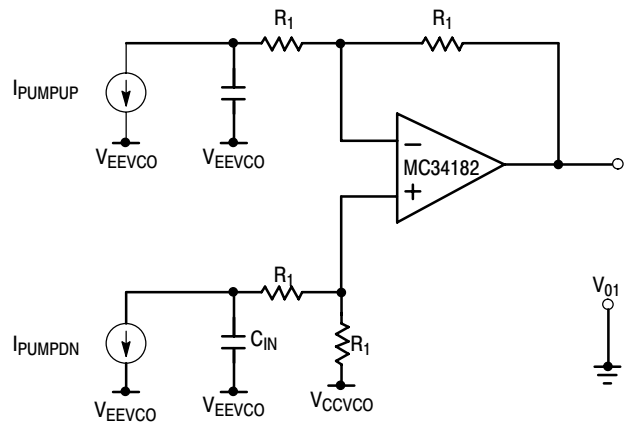 R1
R1
IPUMPUP
VEEVCO
VEEVCO
−
MC34182
+
R1
V01
IPUMPDN
CIN
R1
VEEVCO
VEEVCO
VCCVCO